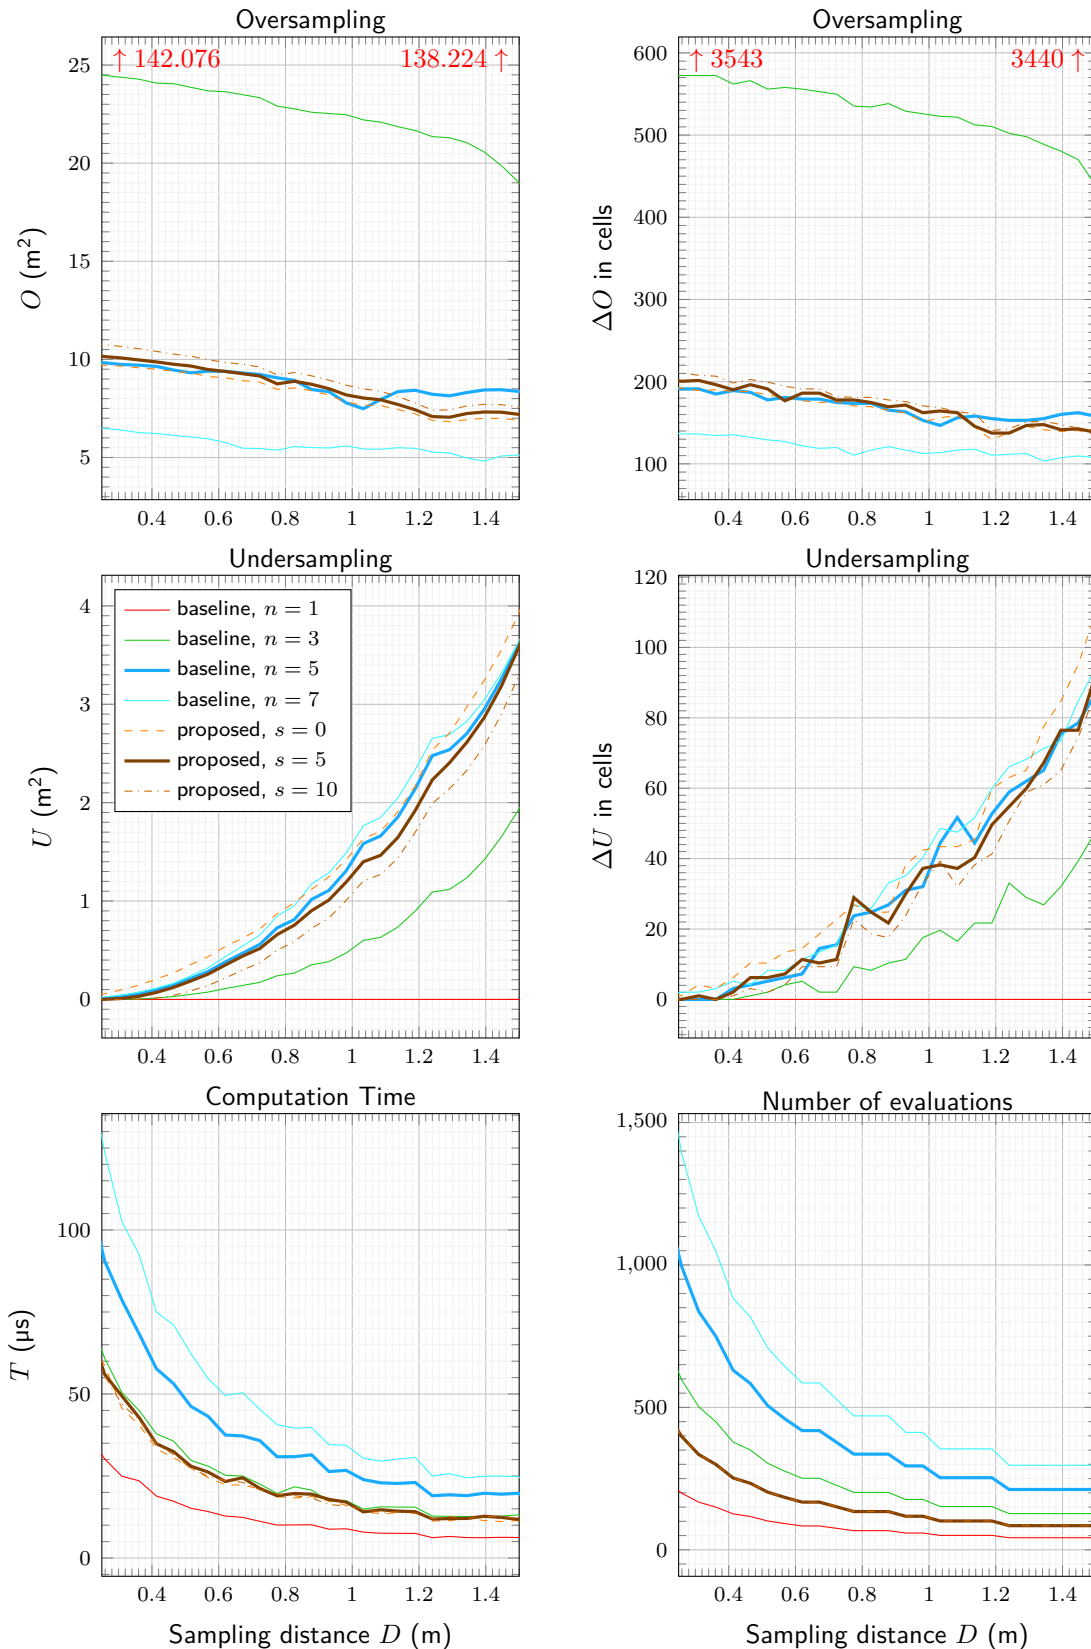 Oversampling
↑ 142.076
138.224 ↑
25
20
15
10
5
O (m²)
0.4 0.6 0.8 1 1.2 1.4
Oversampling
↑ 3543
3440 ↑
600
500
400
300
200
100
ΔO in cells
0.4 0.6 0.8 1 1.2 1.4
Undersampling
4
3
2
1
0
U (m²)
baseline, n = 1
baseline, n = 3
baseline, n = 5
baseline, n = 7
proposed, s = 0
proposed, s = 5
proposed, s = 10
0.4 0.6 0.8 1 1.2 1.4
Undersampling
120
100
80
60
40
20
0
ΔU in cells
0.4 0.6 0.8 1 1.2 1.4
Computation Time
100
50
0
T (µs)
0.4 0.6 0.8 1 1.2 1.4
Sampling distance D (m)
Number of evaluations
1,500
1,000
500
0
0.4 0.6 0.8 1 1.2 1.4
Sampling distance D (m)